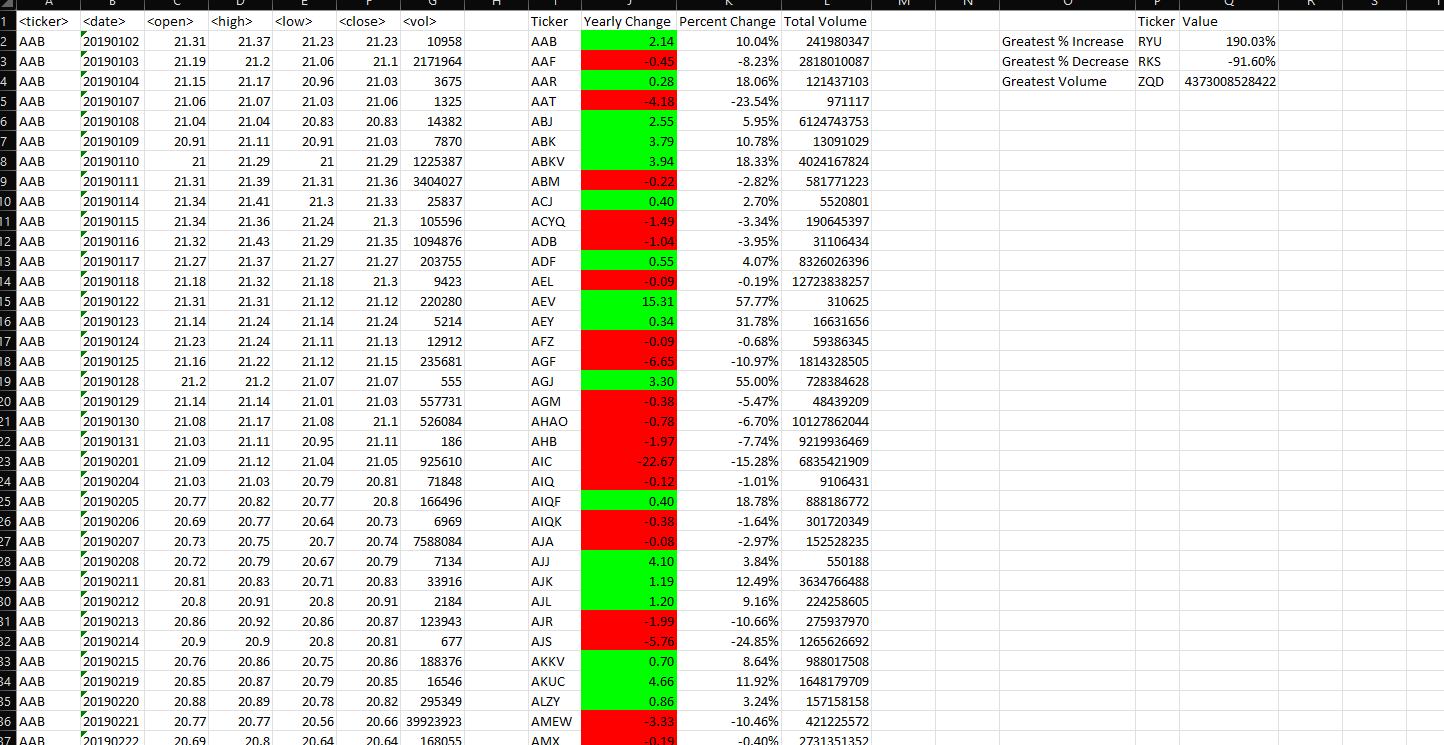 A B C D E F G H I J K L M N O P Q R S T
1 <ticker> <date> <open> <high> <low> <close> <vol> Ticker Yearly Change Percent Change Total Volume Ticker Value
2 AAB 20190102 21.31 21.37 21.23 21.23 10958 AAB 2.14 10.04% 241980347 Greatest % Increase RYU 190.03%
3 AAB 20190103 21.19 21.2 21.06 21.1 2171964 AAF -0.45 -8.23% 2818010087 Greatest % Decrease RKS -91.60%
4 AAB 20190104 21.15 21.17 20.96 21.03 3675 AAR 0.28 18.06% 121437103 Greatest Volume ZQD 4373008528422
5 AAB 20190107 21.06 21.07 21.03 21.06 1325 AAT -4.18 -23.54% 971117
6 AAB 20190108 21.04 21.04 20.83 20.83 14382 ABJ 2.55 5.95% 6124743753
7 AAB 20190109 20.91 21.11 20.91 21.03 7870 ABK 3.79 10.78% 13091029
8 AAB 20190110 21 21.29 21 21.29 1225387 ABKV 3.94 18.33% 4024167824
9 AAB 20190111 21.31 21.39 21.31 21.36 3404027 ABM -0.22 -2.82% 581771223
10 AAB 20190114 21.34 21.41 21.3 21.33 25837 ACJ 0.40 2.70% 5520801
11 AAB 20190115 21.34 21.36 21.24 21.3 105596 ACYQ -1.49 -3.34% 190645397
12 AAB 20190116 21.32 21.43 21.29 21.35 1094876 ADB -1.04 -3.95% 31106434
13 AAB 20190117 21.27 21.37 21.27 21.27 203755 ADF 0.55 4.07% 8326026396
14 AAB 20190118 21.18 21.32 21.18 21.3 9423 AEL -0.09 -0.19% 12723838257
15 AAB 20190122 21.31 21.31 21.12 21.12 220280 AEV 15.31 57.77% 310625
16 AAB 20190123 21.14 21.24 21.14 21.24 5214 AEY 0.34 31.78% 16631656
17 AAB 20190124 21.23 21.24 21.11 21.13 12912 AFZ -0.09 -0.68% 59386345
18 AAB 20190125 21.16 21.22 21.12 21.15 235681 AGF -6.65 -10.97% 1814328505
19 AAB 20190128 21.2 21.2 21.07 21.07 555 AGJ 3.30 55.00% 728384628
20 AAB 20190129 21.14 21.14 21.01 21.03 557731 AGM -0.38 -5.47% 48439209
21 AAB 20190130 21.08 21.17 21.08 21.1 526084 AHAO -0.78 -6.70% 10127862044
22 AAB 20190131 21.03 21.11 20.95 21.11 186 AHB -1.97 -7.74% 9219936469
23 AAB 20190201 21.09 21.12 21.04 21.05 925610 AIC -22.67 -15.28% 6835421909
24 AAB 20190204 21.03 21.03 20.79 20.81 71848 AIQ -0.12 -1.01% 9106431
25 AAB 20190205 20.77 20.82 20.77 20.8 166496 AIQF 0.40 18.78% 888186772
26 AAB 20190206 20.69 20.77 20.64 20.73 6969 AIQK -0.38 -1.64% 301720349
27 AAB 20190207 20.73 20.75 20.7 20.74 7588084 AJA -0.08 -2.97% 152528235
28 AAB 20190208 20.72 20.79 20.67 20.79 7134 AJJ 4.10 3.84% 550188
29 AAB 20190211 20.81 20.83 20.71 20.83 33916 AJK 1.19 12.49% 3634766488
30 AAB 20190212 20.8 20.91 20.8 20.91 2184 AJL 1.20 9.16% 224258605
31 AAB 20190213 20.86 20.92 20.86 20.87 123943 AJR -1.99 -10.66% 275937970
32 AAB 20190214 20.9 20.9 20.8 20.81 677 AJS -5.76 -24.85% 1265626692
33 AAB 20190215 20.76 20.86 20.75 20.86 188376 AKKV 0.70 8.64% 988017508
34 AAB 20190219 20.85 20.87 20.79 20.85 16546 AKUC 4.66 11.92% 1648179709
35 AAB 20190220 20.88 20.89 20.78 20.82 295349 ALZY 0.86 3.24% 157158158
36 AAB 20190221 20.77 20.77 20.56 20.66 39923923 AMEW -3.33 -10.46% 421225572
37 AAB 20190222 20.69 20.8 20.64 20.64 168055 AMX -0.19 -0.40% 2731351352